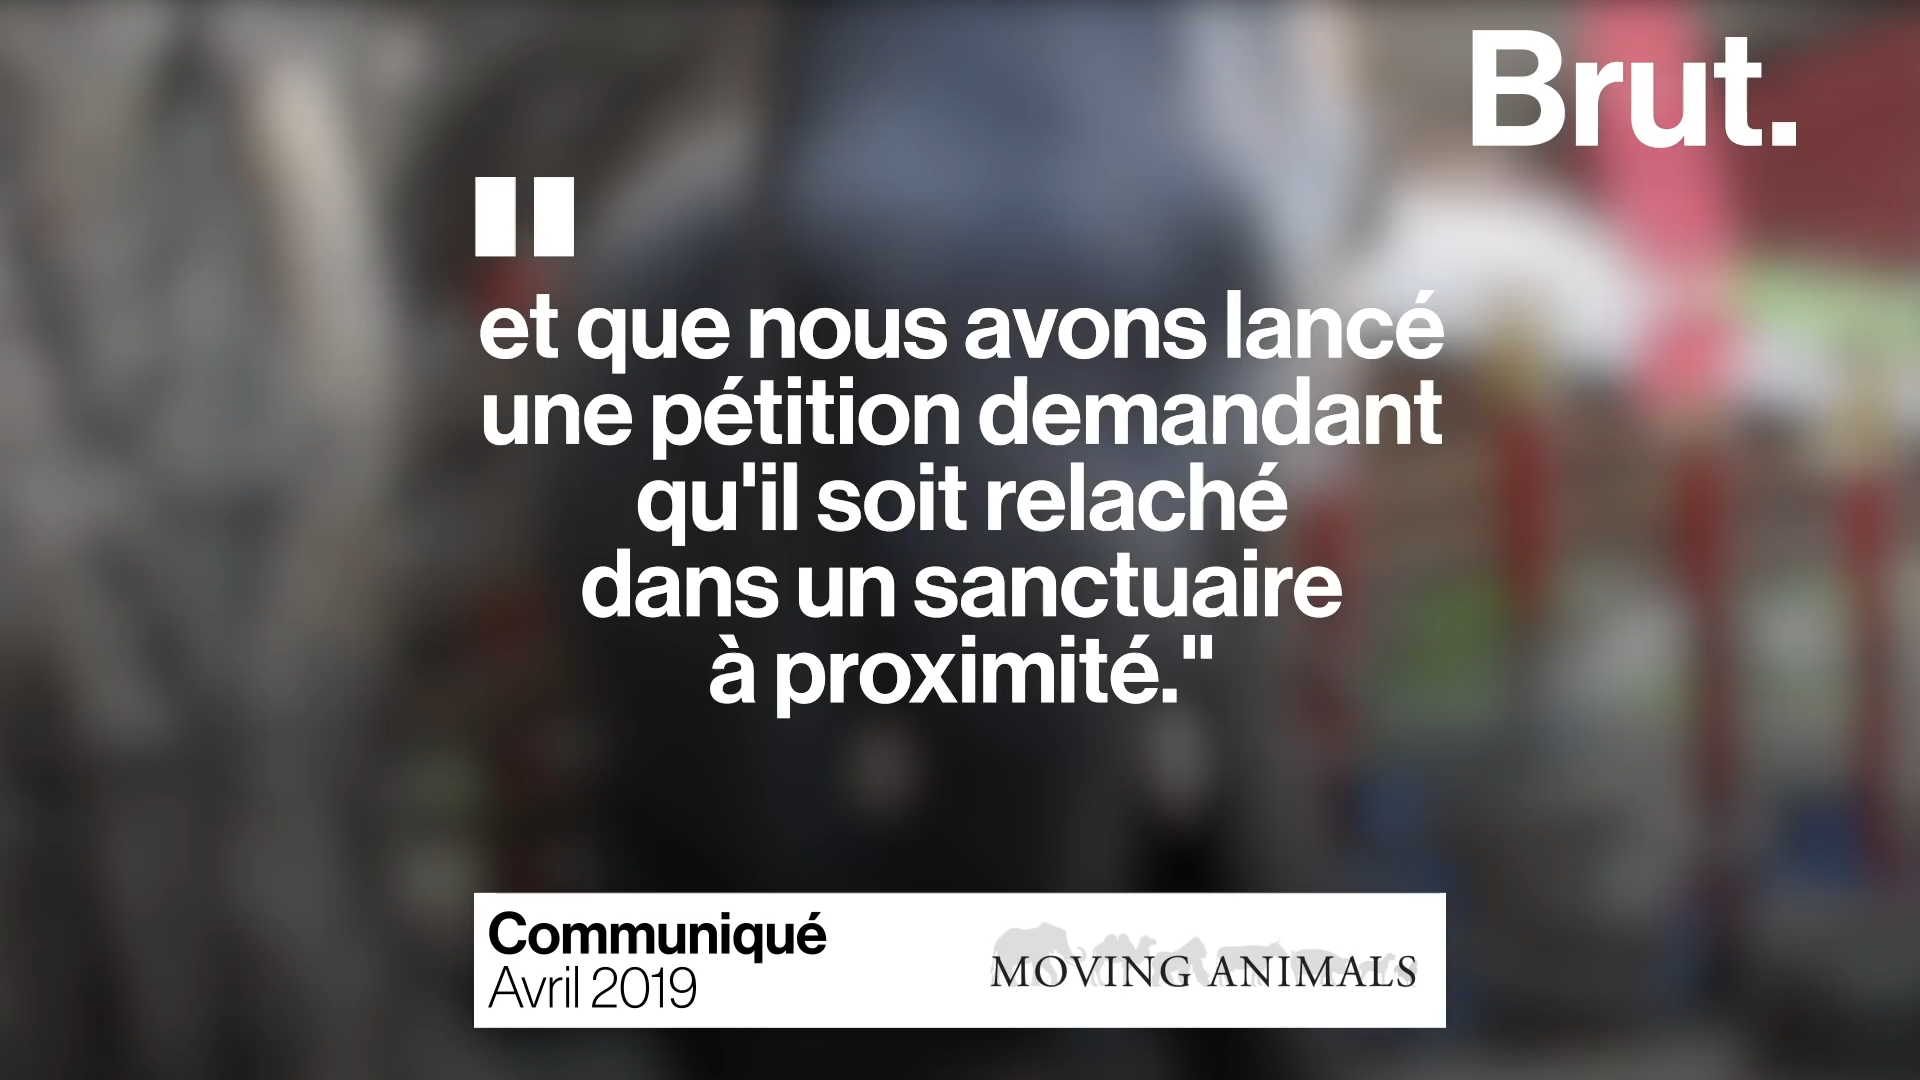 Brut.
"
et que nous avons lancé
une pétition demandant
qu'il soit relaché
dans un sanctuaire
à proximité."
Communiqué
Avril 2019
MOVING ANIMALS